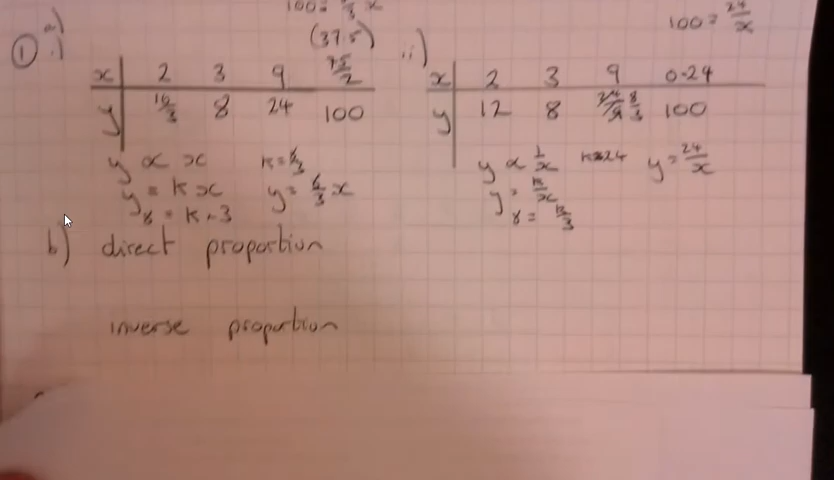 100 = 8/3 x
100 = 24/x
① a)
i)
(37.5)
75/2
ii)
x 2 3 9
y 16/3 8 24 100
x 2 3 9 0.24
y 12 8 8/3 100
y ∝ x k = 8/3
y = kx y = 8/3 x
8 = k × 3
y ∝ 1/x k=24 y = 24/x
y = k/x
8 = k/3
b) direct proportion
inverse proportion